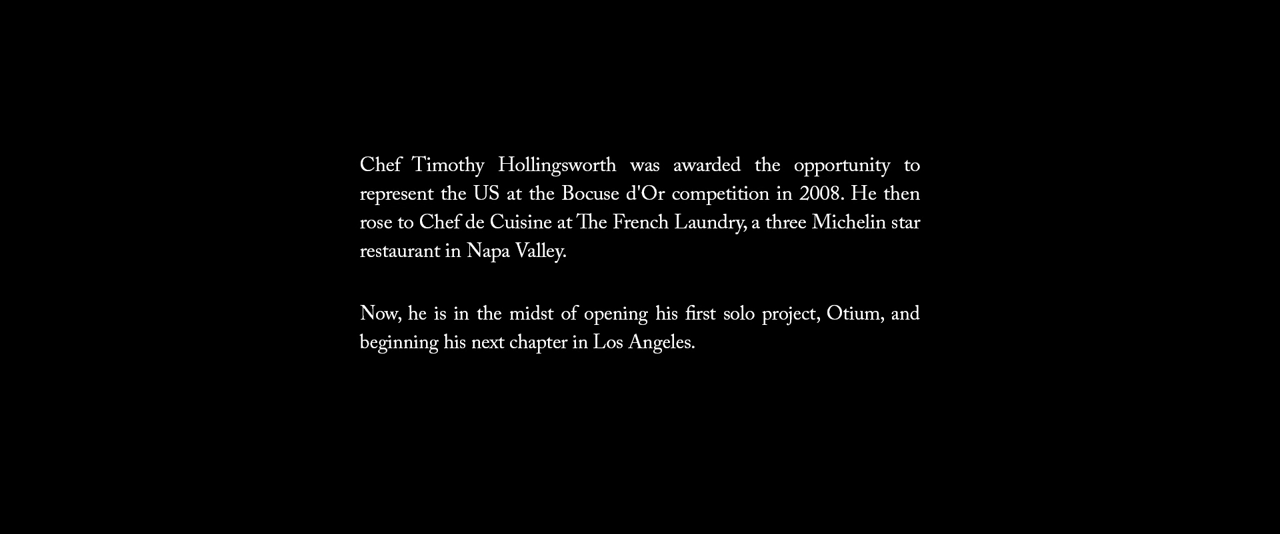 Chef Timothy Hollingsworth was awarded the opportunity to
represent the US at the Bocuse d'Or competition in 2008. He then
rose to Chef de Cuisine at The French Laundry, a three Michelin star
restaurant in Napa Valley.
Now, he is in the midst of opening his first solo project, Otium, and
beginning his next chapter in Los Angeles.